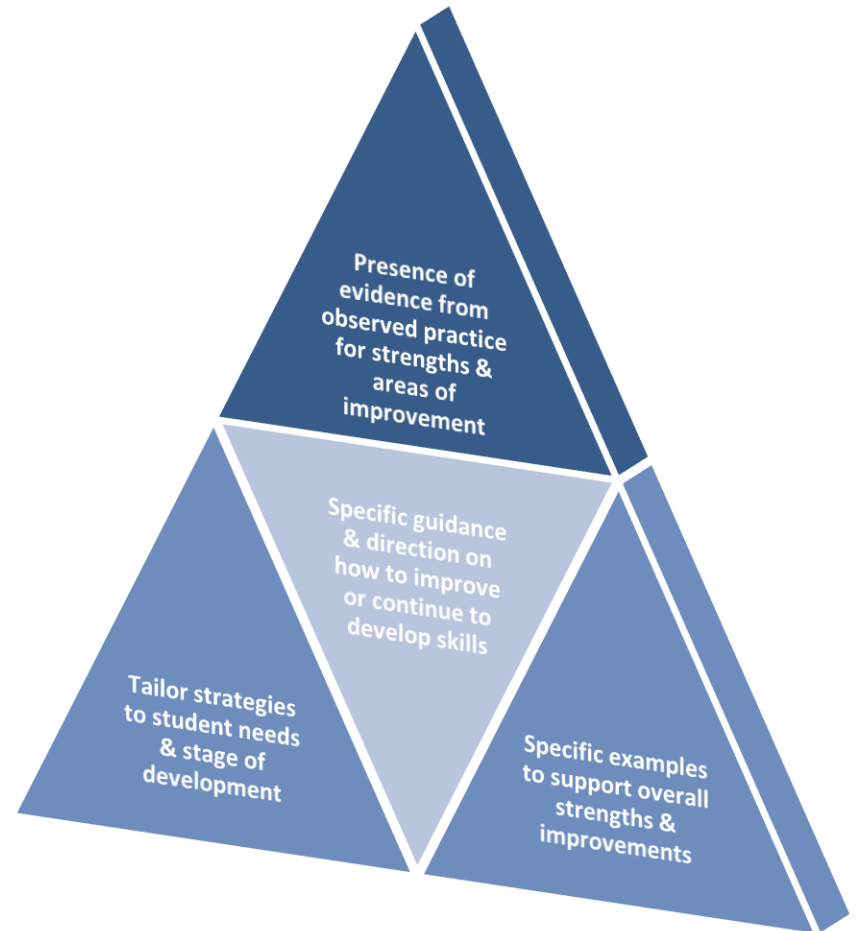 Presence of
evidence from
observed practice
for strengths &
areas of
improvement
Specific guidance
& direction on
how to improve
or continue to
develop skills
Tailor strategies
to student needs
& stage of
development
Specific examples
to support overall
strengths &
improvements